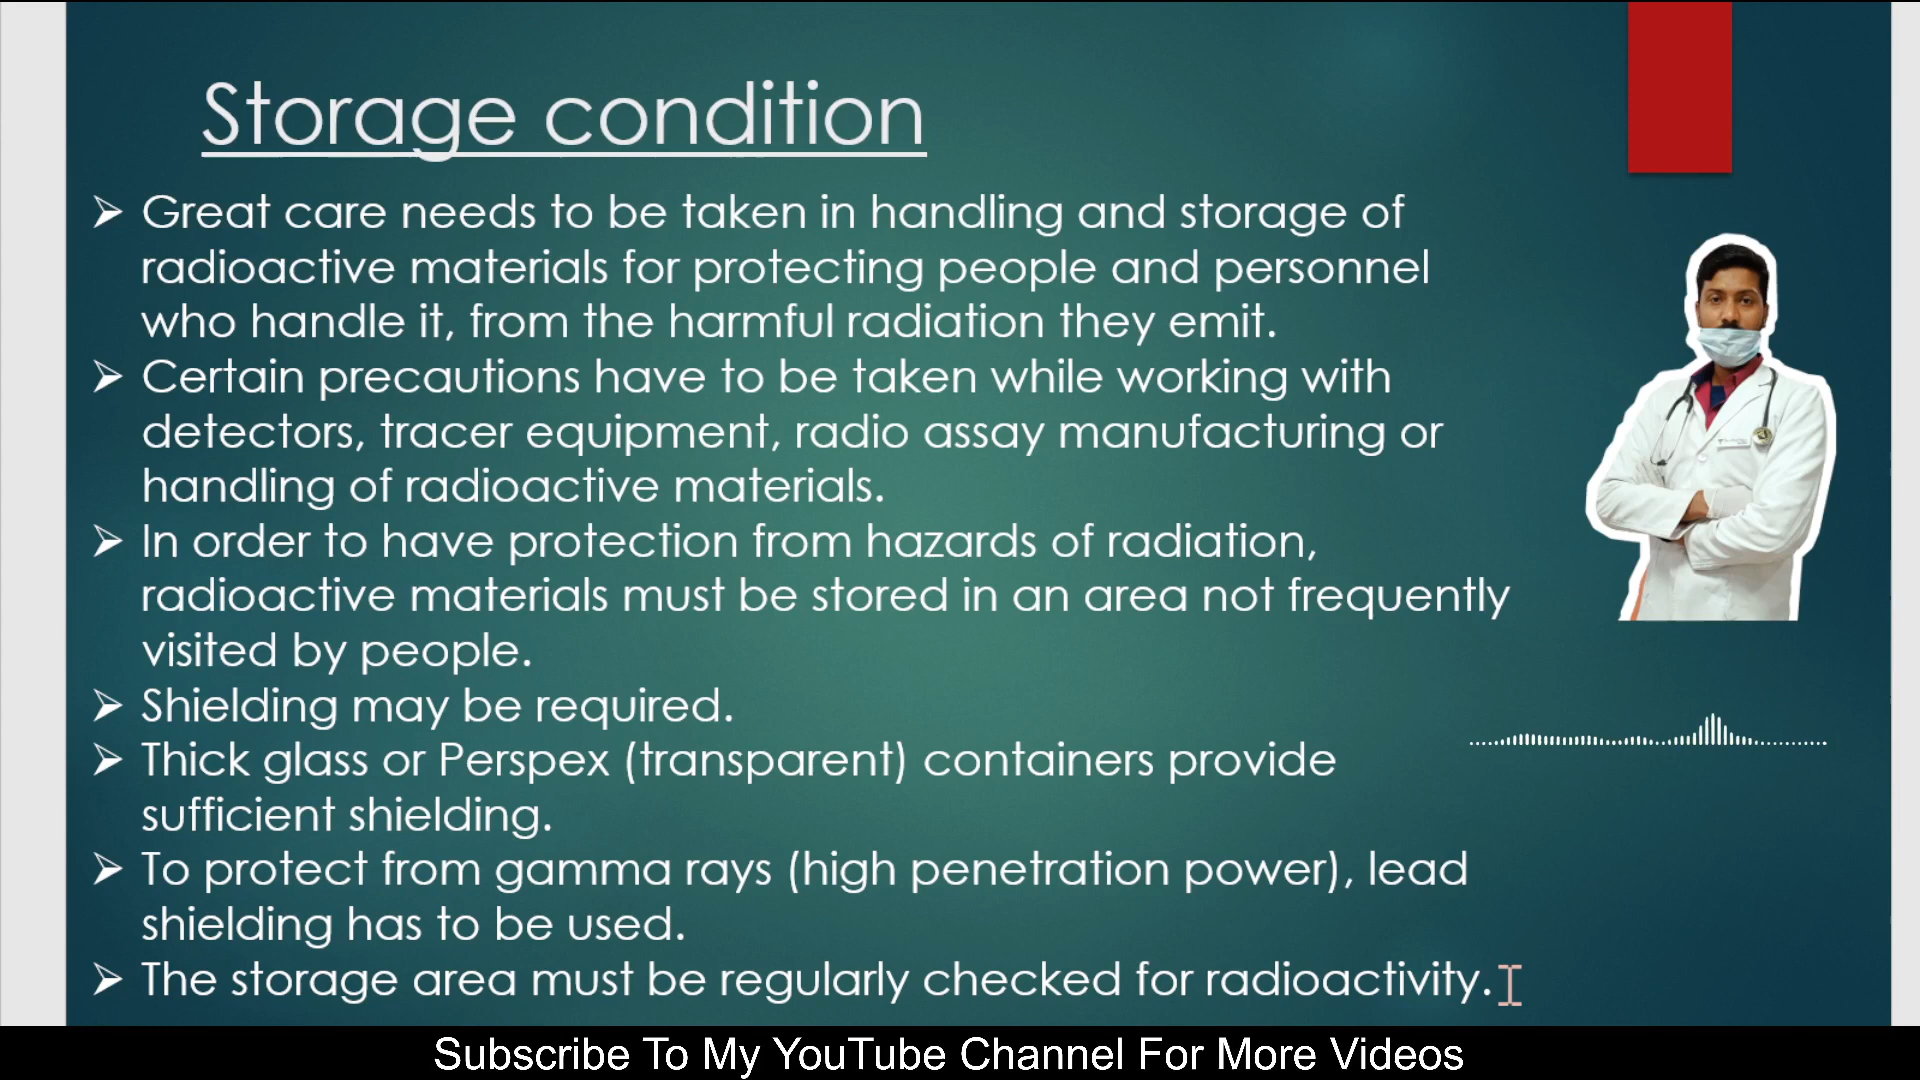 Storage condition
Great care needs to be taken in handling and storage of
radioactive materials for protecting people and personnel
who handle it, from the harmful radiation they emit.
Certain precautions have to be taken while working with
detectors, tracer equipment, radio assay manufacturing or
handling of radioactive materials.
In order to have protection from hazards of radiation,
radioactive materials must be stored in an area not frequently
visited by people.
Shielding may be required.
Thick glass or Perspex (transparent) containers provide
sufficient shielding.
To protect from gamma rays (high penetration power), lead
shielding has to be used.
The storage area must be regularly checked for radioactivity.
Subscribe To My YouTube Channel For More Videos